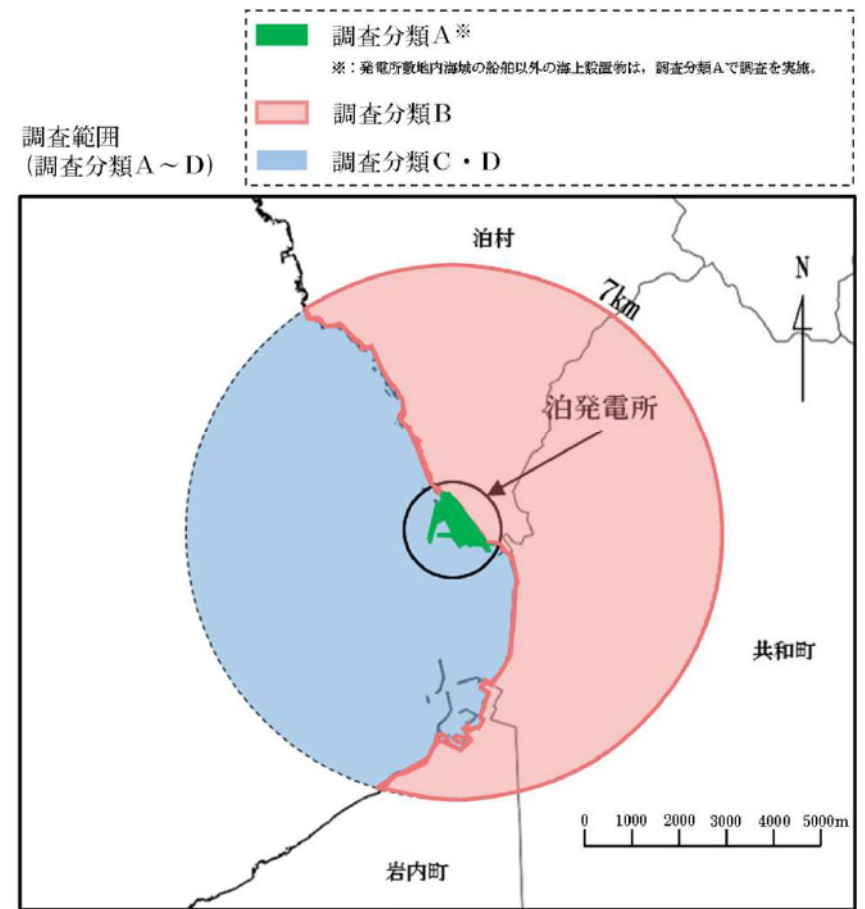 調査分類A※
※：発電所敷地内海域の船舶以外の海上設置物は，調査分類Aで調査を実施。
調査分類B
調査範囲
(調査分類A～D)
調査分類C・D
泊村
N
7km
泊発電所
共和町
0 1000 2000 3000 4000 5000m
岩内町